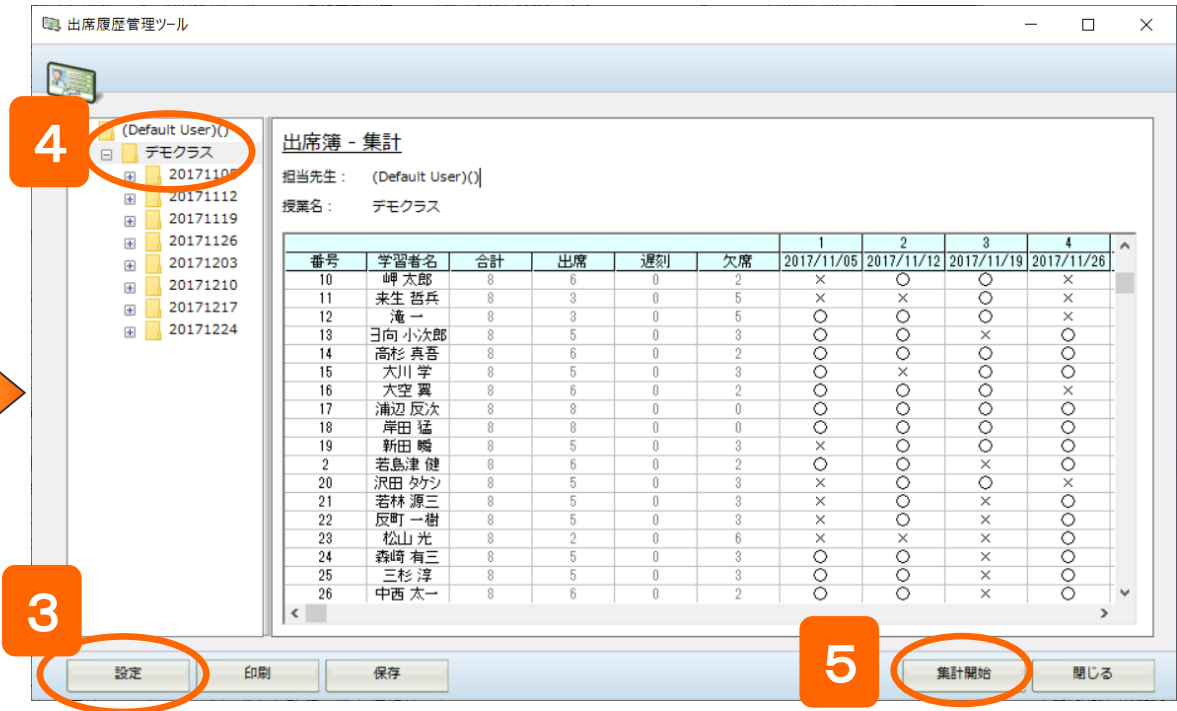 出席履歴管理ツール
4
(Default User)()
デモクラス
20171105
20171112
20171119
20171126
20171203
20171210
20171217
20171224
出席簿 - 集計
担当先生： (Default User)()
授業名： デモクラス
1 2 3 4
番号 学習者名 合計 出席 遅刻 欠席 2017/11/05 2017/11/12 2017/11/19 2017/11/26
10 岬 太郎 8 6 0 2 × ○ ○ ×
11 来生 哲兵 8 3 0 5 × × ○ ×
12 滝 一 8 3 0 5 ○ ○ ○ ×
13 日向 小次郎 8 5 0 3 ○ ○ × ○
14 高杉 真吾 8 6 0 2 ○ ○ ○ ○
15 大川 学 8 5 0 3 ○ × ○ ○
16 大空 翼 8 6 0 2 ○ ○ ○ ×
17 浦辺 反次 8 8 0 0 ○ ○ ○ ○
18 岸田 猛 8 8 0 0 ○ ○ ○ ○
19 新田 瞬 8 5 0 3 × ○ ○ ○
2 若島津 健 8 6 0 2 ○ ○ × ○
20 沢田 タケシ 8 5 0 3 × ○ ○ ×
21 若林 源三 8 5 0 3 × ○ × ○
22 反町 一樹 8 5 0 3 × ○ × ○
23 松山 光 8 2 0 6 × × × ○
24 森崎 有三 8 5 0 3 ○ ○ × ○
25 三杉 淳 8 5 0 3 ○ ○ × ○
26 中西 太一 8 6 0 2 ○ ○ × ○
3
5
設定 印刷 保存 集計開始 閉じる